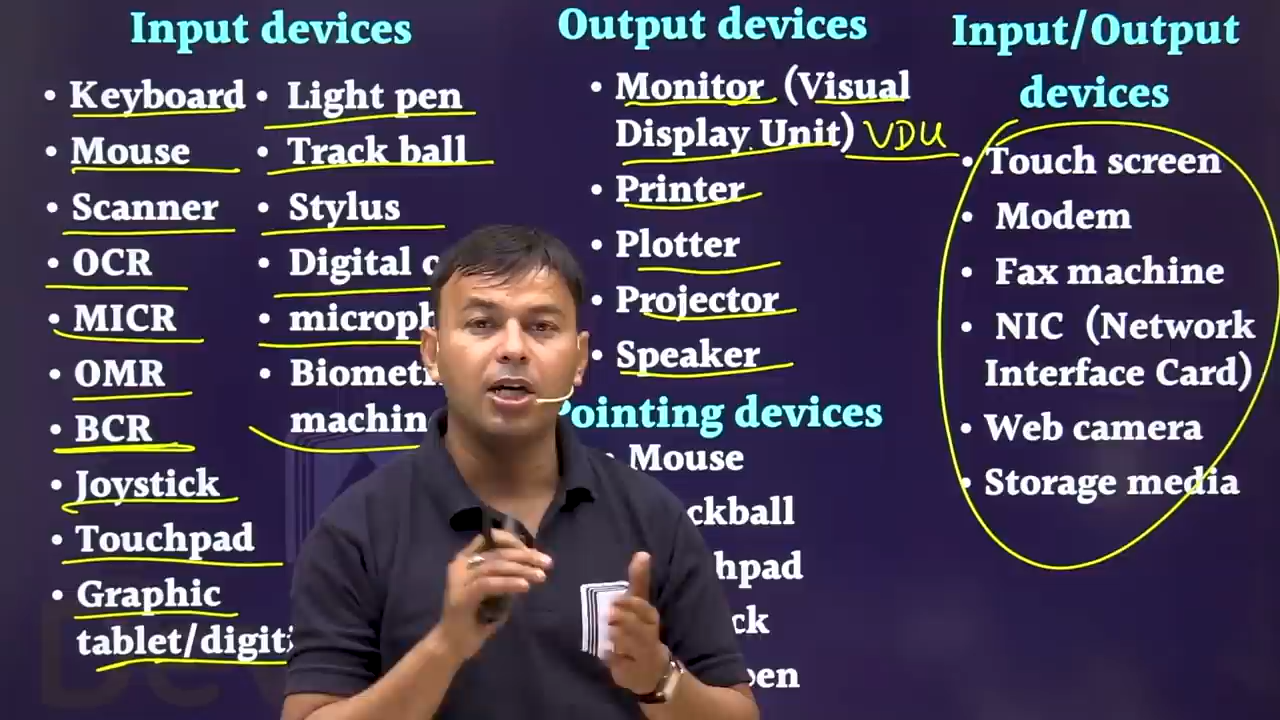 Input devices
• Keyboard
• Mouse
• Scanner
• OCR
• MICR
• OMR
• BCR
• Joystick
• Touchpad
• Graphic
• Light pen
• Track ball
• Stylus
• Digital
Output devices
• Monitor (Visual
Display Unit) VDU
• Printer
• Plotter
• Projector
• Speaker
Pointing devices
• Mouse
Input/Output
devices
• Touch screen
• Modem
• Fax machine
• NIC (Network
Interface Card)
• Web camera
• Storage media